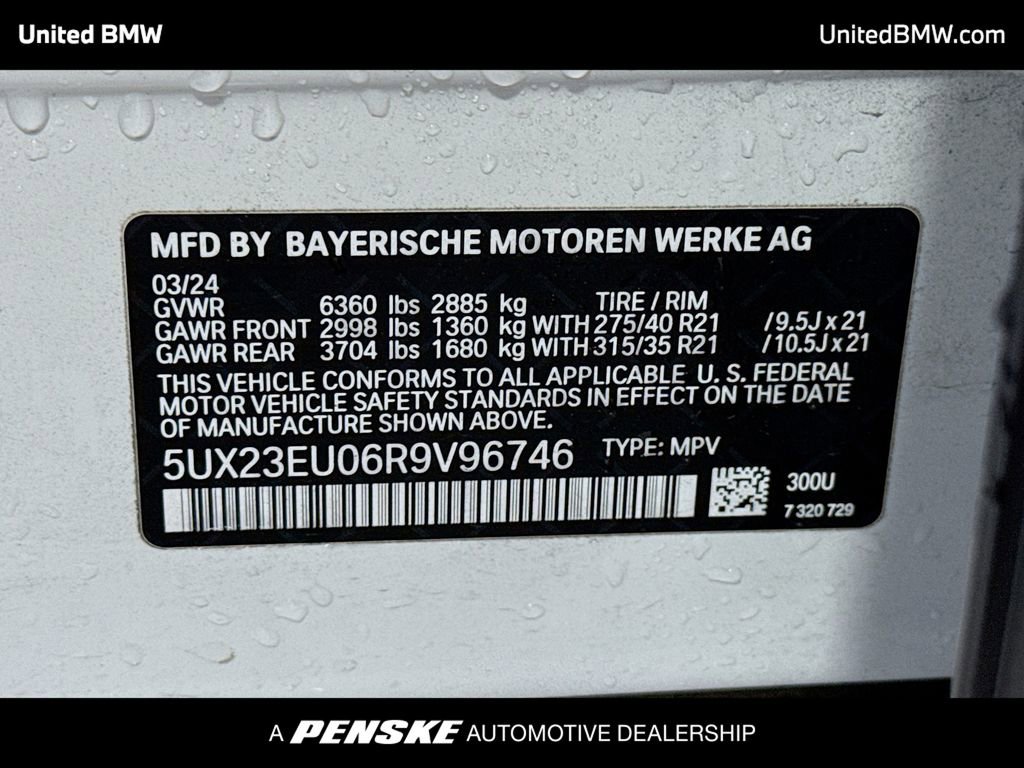 United BMW
UnitedBMW.com
MFD BY BAYERISCHE MOTOREN WERKE AG
03/24
GVWR 6360 lbs 2885 kg TIRE / RIM
GAWR FRONT 2998 lbs 1360 kg WITH 275/40 R21 /9.5J x 21
GAWR REAR 3704 lbs 1680 kg WITH 315/35 R21 /10.5J x 21
THIS VEHICLE CONFORMS TO ALL APPLICABLE U. S. FEDERAL
MOTOR VEHICLE SAFETY STANDARDS IN EFFECT ON THE DATE
OF MANUFACTURE SHOWN ABOVE.
5UX23EU06R9V96746 TYPE: MPV
300U
7 320 729
A PENSKE AUTOMOTIVE DEALERSHIP